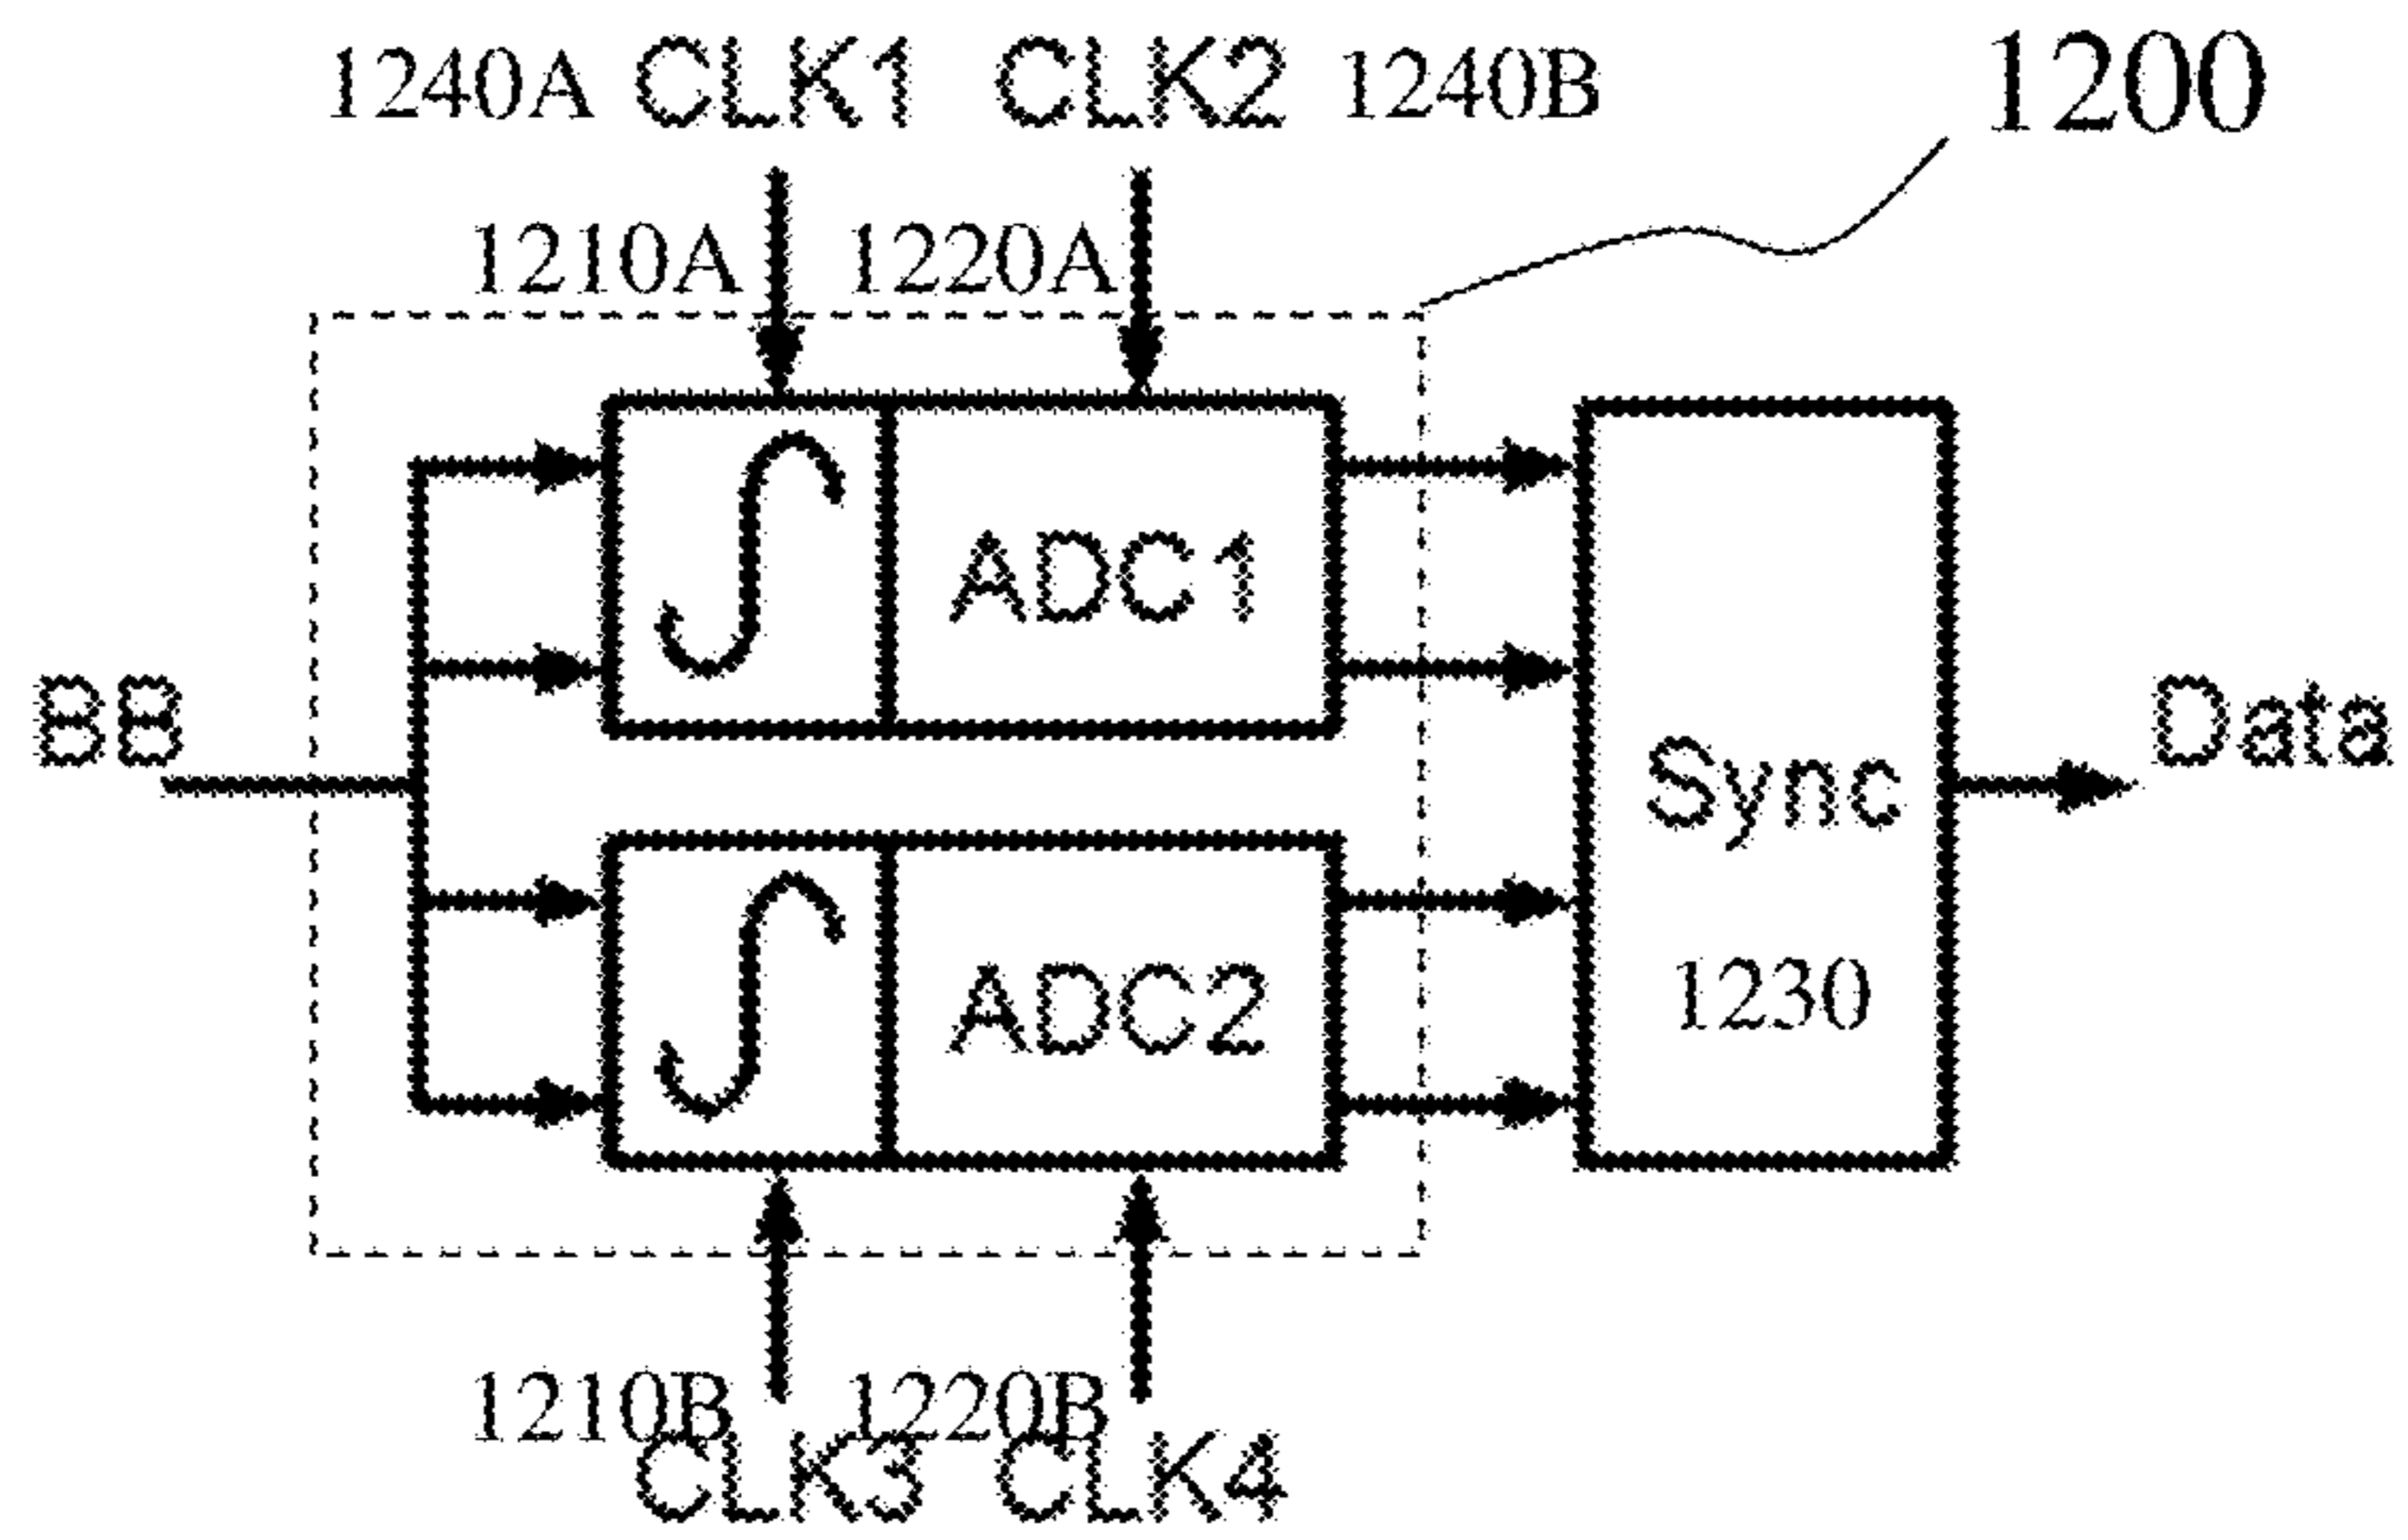 1240A CLK1 CLK2 1240B 1200
1210A 1220A
ADC1
BB
Data
Sync
ADC2
1230
1210B 1220B
CLK3 CLK4